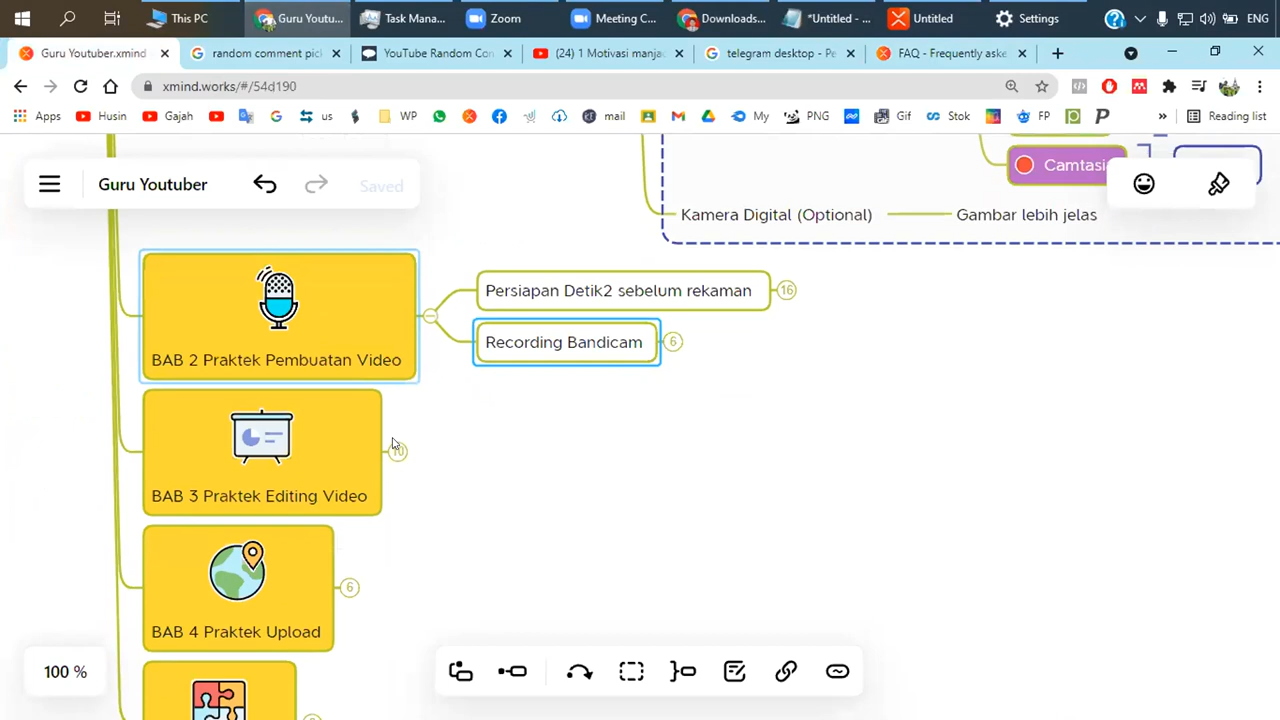 This PC
Guru Youtu...
Task Mana...
Zoom
Meeting C...
Downloads...
*Untitled - ...
Untitled
Settings
ENG
Guru Youtuber.xmind
random comment pick
YouTube Random Con
(24) 1 Motivasi manjac
telegram desktop - Pe
FAQ - Frequently aske
xmind.works/#/54d190
Apps
Husin
Gajah
us
WP
mail
My
PNG
Gif
Stok
FP
»
Reading list
Guru Youtuber
Saved
Camtasia
Kamera Digital (Optional)
Gambar lebih jelas
BAB 2 Praktek Pembuatan Video
Persiapan Detik2 sebelum rekaman
16
Recording Bandicam
6
BAB 3 Praktek Editing Video
10
BAB 4 Praktek Upload
6
100 %